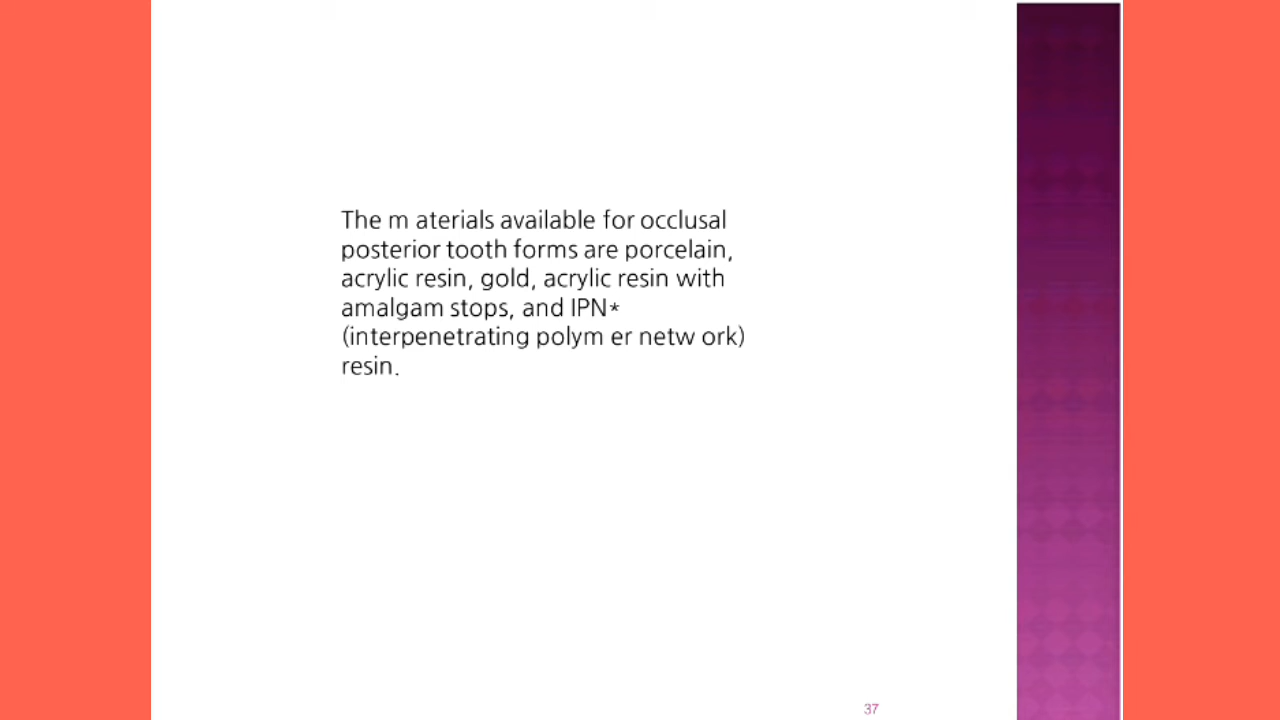 The m aterials available for occlusal
posterior tooth forms are porcelain,
acrylic resin, gold, acrylic resin with
amalgam stops, and IPN*
(interpenetrating polym er netw ork)
resin.
37